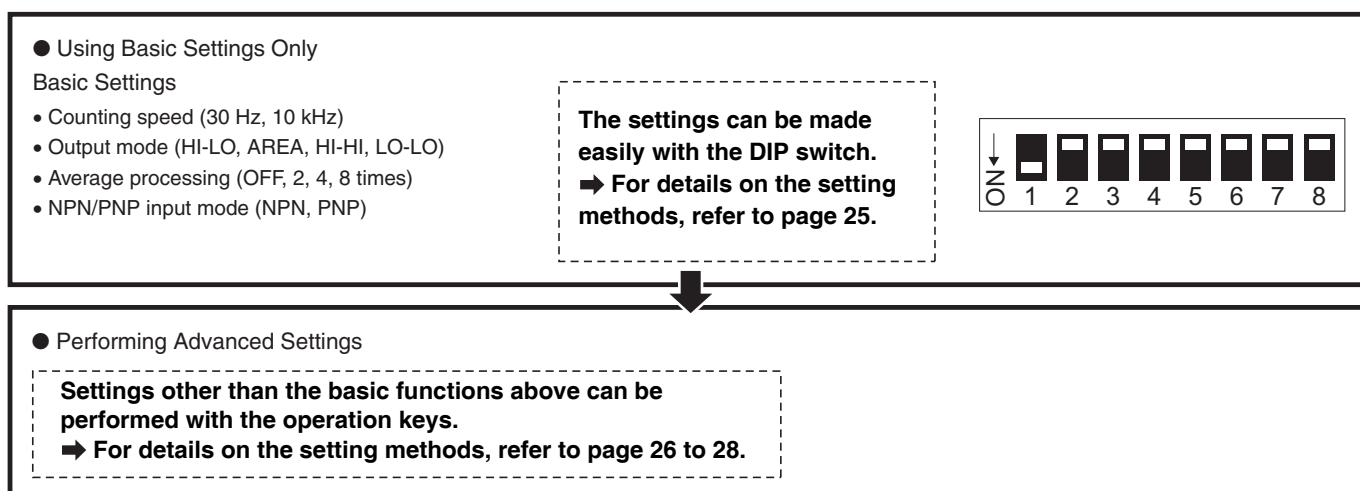 ● Using Basic Settings Only
Basic Settings
• Counting speed (30 Hz, 10 kHz)
• Output mode (HI-LO, AREA, HI-HI, LO-LO)
• Average processing (OFF, 2, 4, 8 times)
• NPN/PNP input mode (NPN, PNP)
The settings can be made
easily with the DIP switch.
➡ For details on the setting
methods, refer to page 25.
ON→
1 2 3 4 5 6 7 8
● Performing Advanced Settings
Settings other than the basic functions above can be
performed with the operation keys.
➡ For details on the setting methods, refer to page 26 to 28.